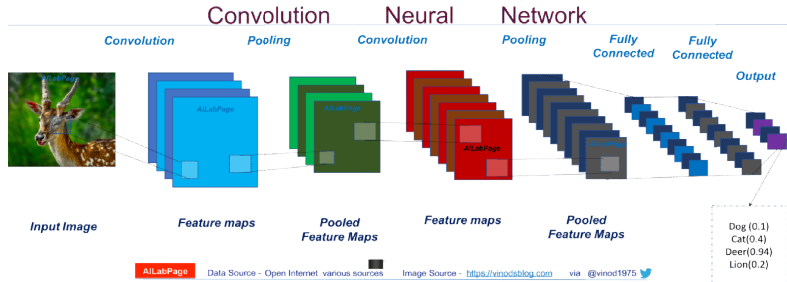 Convolution Neural Network
Convolution Pooling Convolution Pooling Fully Connected Fully Connected Output
AILabPage
AILabPage
AILabPage
AILabPage
Input Image Feature maps Pooled Feature Maps Feature maps Pooled Feature Maps
Dog (0.1)
Cat(0.4)
Deer(0.94)
Lion(0.2)
AILabPage Data Source - Open Internet various sources Image Source - https://vinodsblog.com via @vinod1975